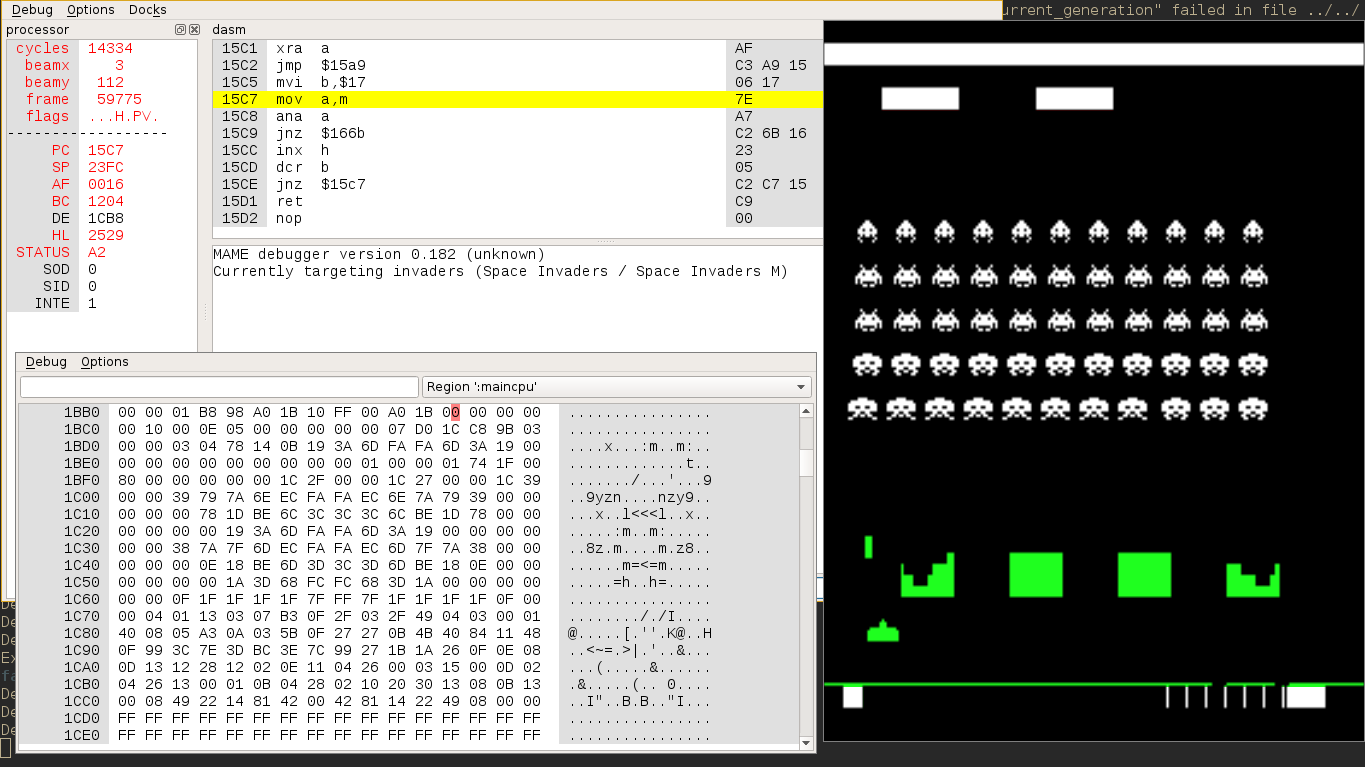 Debug Options Docks
urrent_generation" failed in file ../../
processor
cycles 14334
beamx 3
beamy 112
frame 59775
flags ...H.PV.
-------------------
PC 15C7
SP 23FC
AF 0016
BC 1204
DE 1CB8
HL 2529
STATUS A2
SOD 0
SID 0
INTE 1
dasm
15C1 xra a AF
15C2 jmp $15a9 C3 A9 15
15C5 mvi b,$17 06 17
15C7 mov a,m 7E
15C8 ana a A7
15C9 jnz $166b C2 6B 16
15CC inx h 23
15CD dcr b 05
15CE jnz $15c7 C2 C7 15
15D1 ret C9
15D2 nop 00
MAME debugger version 0.182 (unknown)
Currently targeting invaders (Space Invaders / Space Invaders M)
Debug Options
Region ':maincpu'
1BB0 00 00 01 B8 98 A0 1B 10 FF 00 A0 1B 00 00 00 00 ................
1BC0 00 10 00 0E 05 00 00 00 00 00 07 D0 1C C8 9B 03 ................
1BD0 00 00 03 04 78 14 0B 19 3A 6D FA FA 6D 3A 19 00 ....x...:m..m:..
1BE0 00 00 00 00 00 00 00 00 00 01 00 00 01 74 1F 00 .............t..
1BF0 80 00 00 00 00 00 1C 2F 00 00 1C 27 00 00 1C 39 ......./...'...9
1C00 00 00 39 79 7A 6E EC FA FA EC 6E 7A 79 39 00 00 ..9yzn....nzy9..
1C10 00 00 00 78 1D BE 6C 3C 3C 3C 6C BE 1D 78 00 00 ...x..l<<<l..x..
1C20 00 00 00 00 19 3A 6D FA FA 6D 3A 19 00 00 00 00 .....:m..m:.....
1C30 00 00 38 7A 7F 6D EC FA FA EC 6D 7F 7A 38 00 00 ..8z.m....m.z8..
1C40 00 00 00 0E 18 BE 6D 3D 3C 3D 6D BE 18 0E 00 00 ......m=<=m.....
1C50 00 00 00 00 1A 3D 68 FC FC 68 3D 1A 00 00 00 00 .....=h..h=.....
1C60 00 00 0F 1F 1F 1F 1F 7F FF 7F 1F 1F 1F 1F 0F 00 ................
1C70 00 04 01 13 03 07 B3 0F 2F 03 2F 49 04 03 00 01 ......../././I....
1C80 40 08 05 A3 0A 03 5B 0F 27 27 0B 4B 40 84 11 48 @.....[.''.K@..H
1C90 0F 99 3C 7E 3D BC 3E 7C 99 27 1B 1A 26 0F 0E 08 ..<~=.>|.'..&...
1CA0 0D 13 12 28 12 02 0E 11 04 26 00 03 15 00 0D 02 ...(.....&......
1CB0 04 26 13 00 01 0B 04 28 02 10 20 30 13 08 0B 13 .&.....(.. 0....
1CC0 00 08 49 22 14 81 42 00 42 81 14 22 49 08 00 00 ..I"..B.B.."I...
1CD0 FF FF FF FF FF FF FF FF FF FF FF FF FF FF FF FF ................
1CE0 FF FF FF FF FF FF FF FF FF FF FF FF FF FF FF FF ................